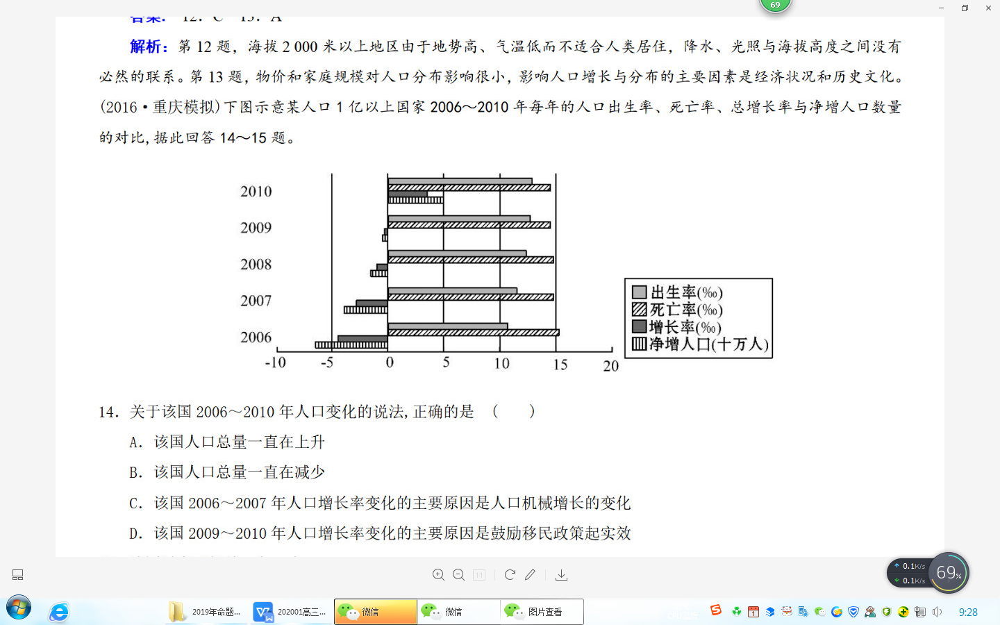 69
答案： 12．C 13．A
解析：第 12 题，海拔 2 000 米以上地区由于地势高、气温低而不适合人类居住，降水、光照与海拔高度之间没有
必然的联系。第 13 题，物价和家庭规模对人口分布影响很小，影响人口增长与分布的主要因素是经济状况和历史文化。
(2016·重庆模拟)下图示意某人口 1 亿以上国家 2006～2010 年每年的人口出生率、死亡率、总增长率与净增人口数量
的对比,据此回答 14～15 题。
2010
2009
2008
2007
2006
-10 -5 0 5 10 15 20
出生率(‰)
死亡率(‰)
增长率(‰)
净增人口(十万人)
14．关于该国 2006～2010 年人口变化的说法,正确的是 （ ）
A．该国人口总量一直在上升
B．该国人口总量一直在减少
C．该国 2006～2007 年人口增长率变化的主要原因是人口机械增长的变化
D．该国 2009～2010 年人口增长率变化的主要原因是鼓励移民政策起实效
0.1K/s
0.1K/s
69%
2019年命题...
202001高三...
微信
微信
图片查看
9:28